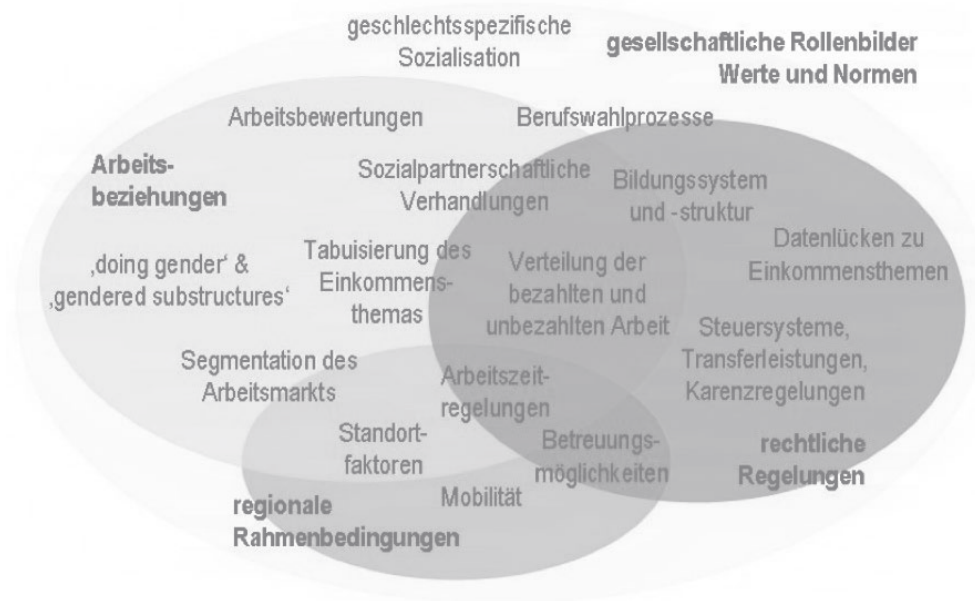 geschlechtsspezifische
Sozialisation
gesellschaftliche Rollenbilder
Werte und Normen
Arbeitsbewertungen
Berufswahlprozesse
Arbeits-
beziehungen
Sozialpartnerschaftliche
Verhandlungen
Bildungssystem
und -struktur
‚doing gender‘ &
‚gendered substructures‘
Tabuisierung des
Einkommens-
themas
Verteilung der
bezahlten und
unbezahlten Arbeit
Datenlücken zu
Einkommensthemen
Steuersysteme,
Transferleistungen,
Karenzregelungen
Segmentation des
Arbeitsmarkts
Arbeitszeit-
regelungen
Standort-
faktoren
Betreuungs-
möglichkeiten
rechtliche
Regelungen
Mobilität
regionale
Rahmenbedingungen